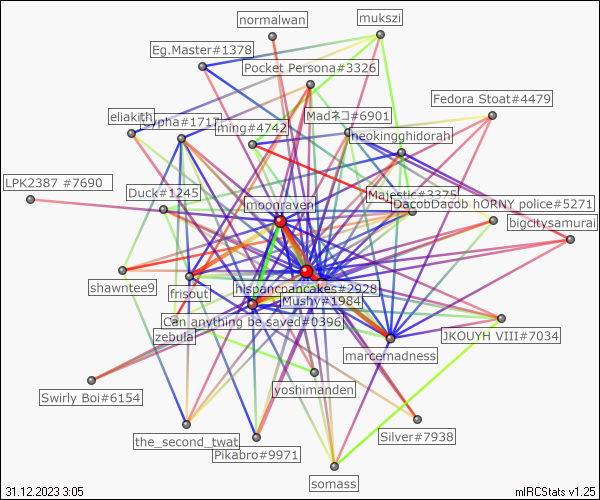 normalwan
mukszi
Eg.Master#1378
Pocket Persona#3326
Fedora Stoat#4479
eliakith
Cypha#1717
ming#4742
Madネコ#6901
neokingghidorah
LPK2387 #7690
Duck#1245
moonraven
Majestic#3375
DacobDacob hORNY police#5271
bigcitysamurai
shawntee9
frisout
hispancpancakes#2928
Mushy#1984
Can anything be saved#0396
zebula
marcemadness
JKOUYH VIII#7034
Swirly Boi#6154
yoshimanden
the_second_twat
Pikabro#9971
Silver#7938
somass
31.12.2023 3:05
mIRCStats v1.25